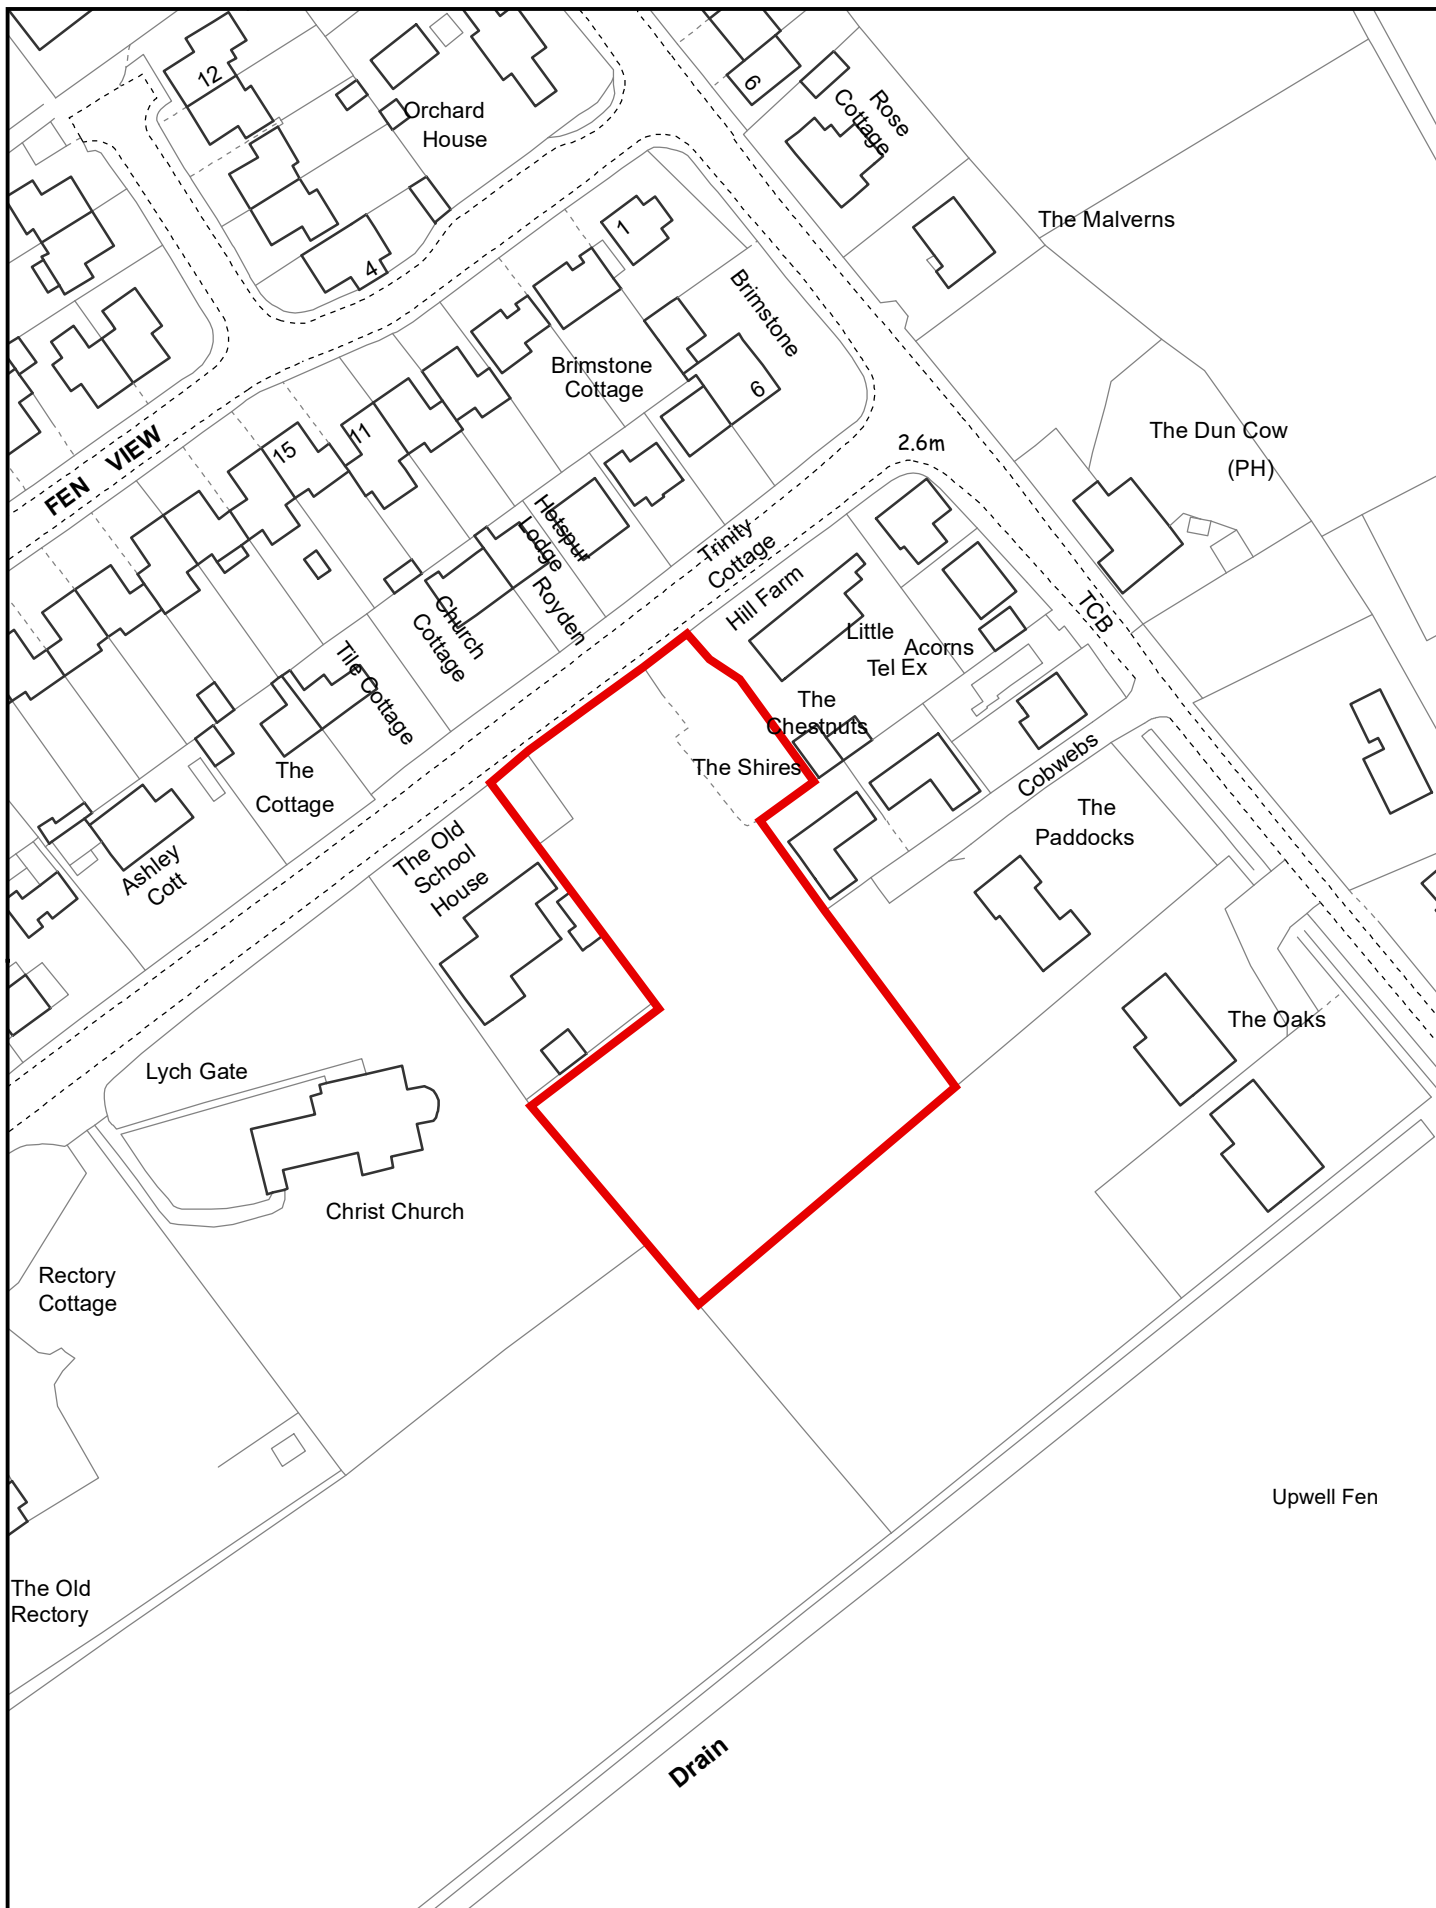 12
6
Orchard
House
Rose
Cottage
The Malverns
1
4
Brimstone
Brimstone
Cottage
6
The Dun Cow
(PH)
2.6m
FEN VIEW
15
11
Hotspur
Lodge
Royden
Trinity
Cottage
Hill Farm
TCB
Little
Acorns
Tel Ex
Church
Cottage
Tile Cottage
The
Chestnuts
The Shires
Cobwebs
The
Cottage
The
Paddocks
Ashley
Cott
The Old
School
House
The Oaks
Lych Gate
Christ Church
Rectory
Cottage
Upwell Fen
The Old
Rectory
Drain